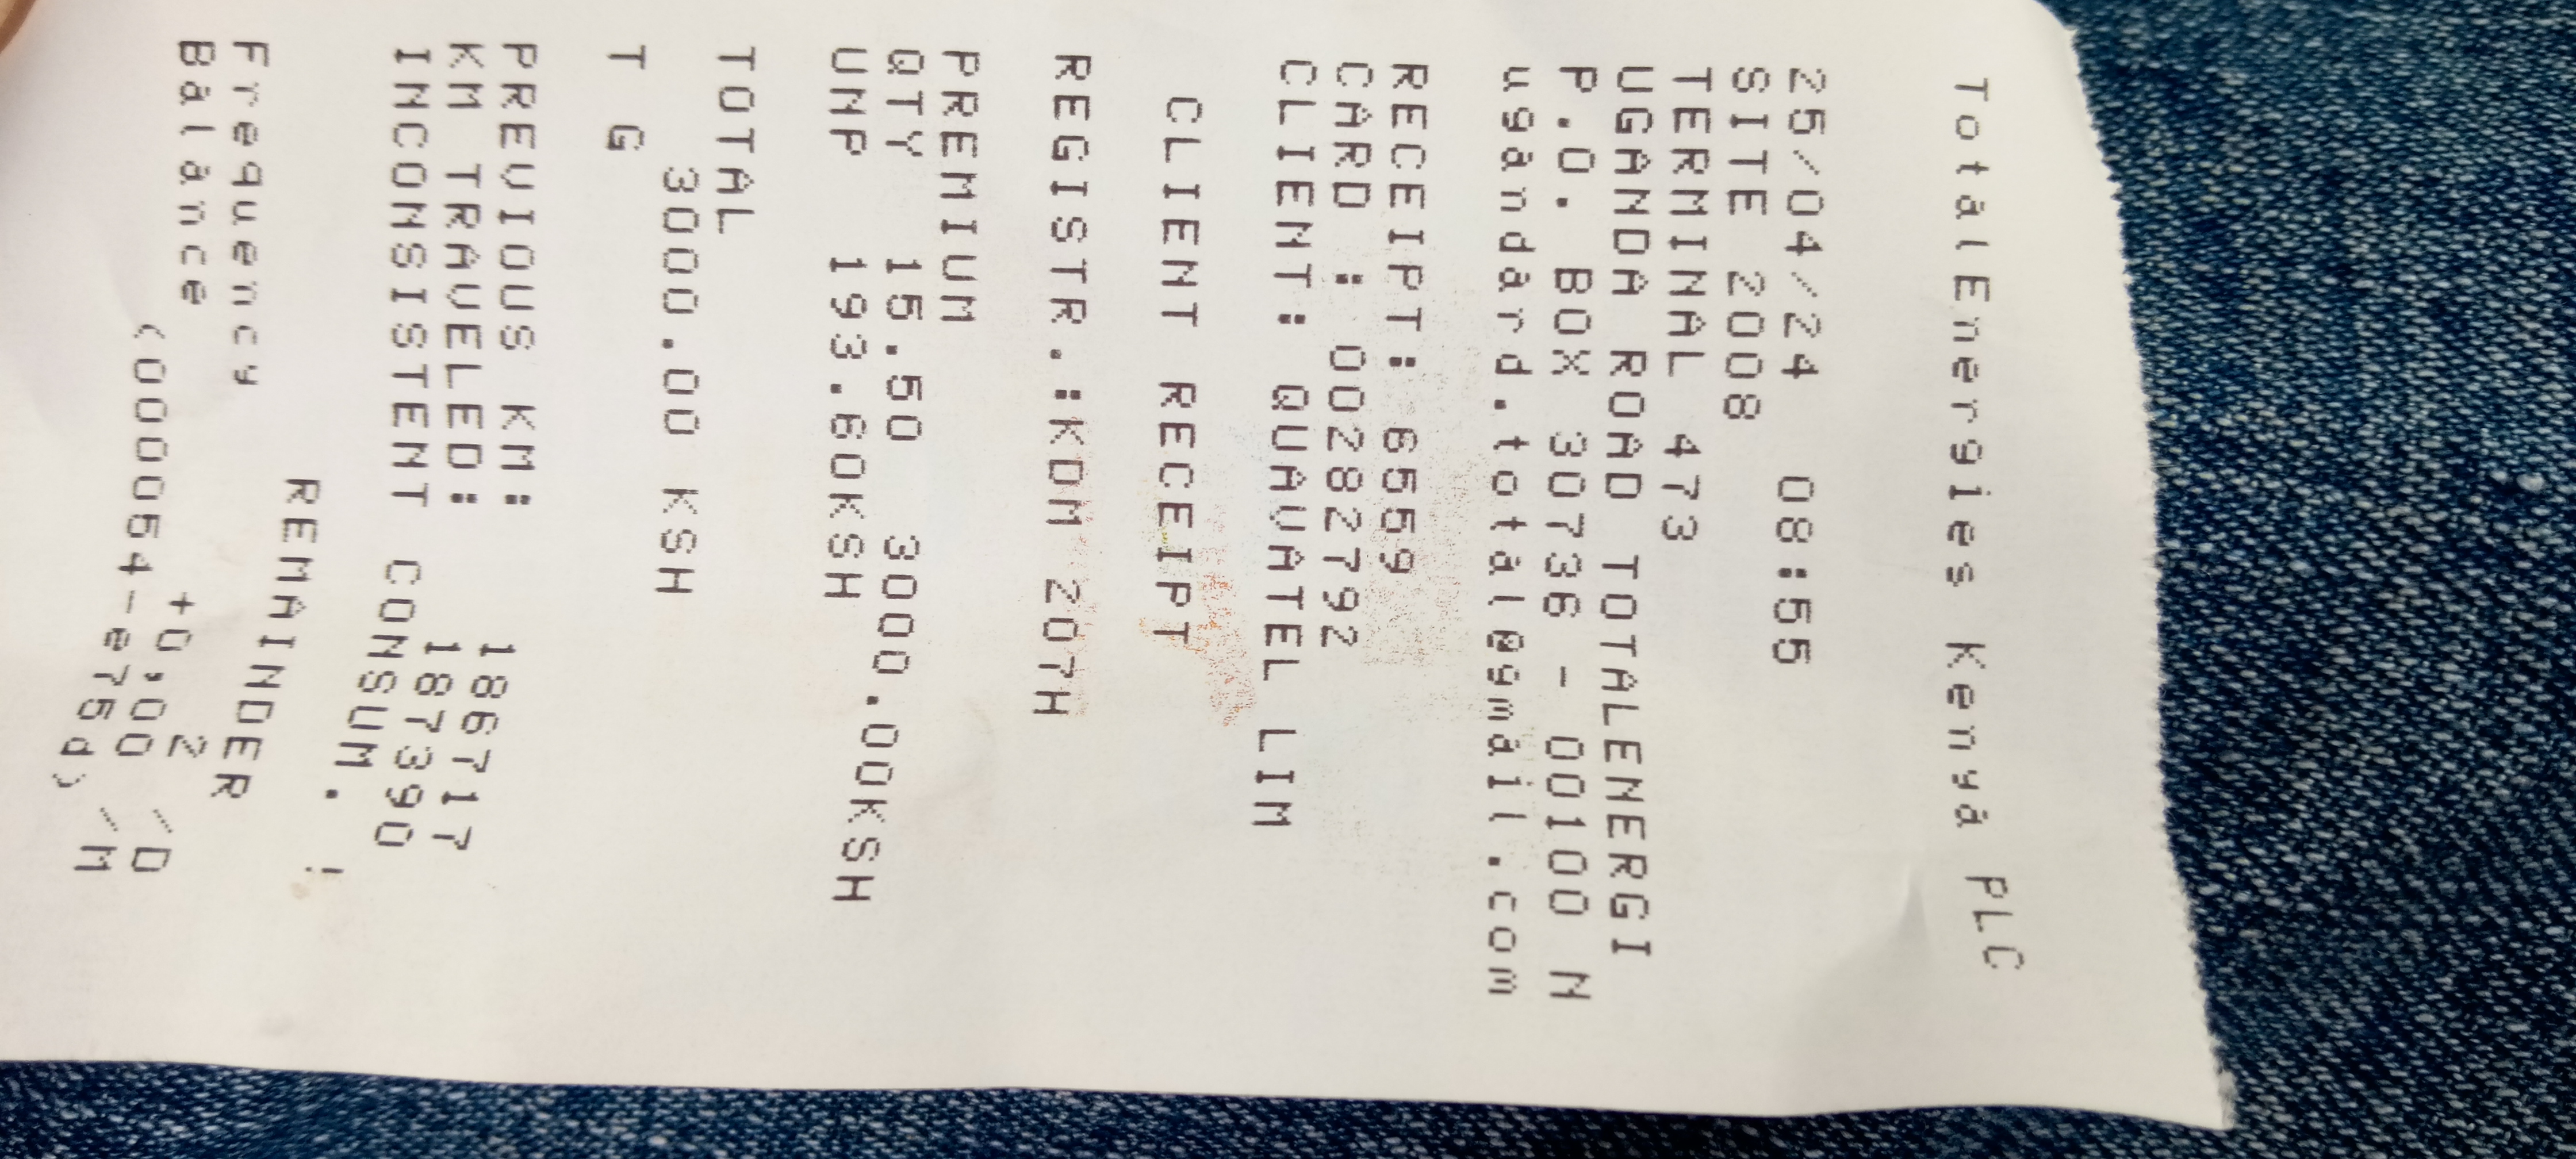 TotalEnergies Kenya PLC
25/04/24 08:55
SITE 2008
TERMINAL 473
UGANDA ROAD TOTALENERGI
P.O. BOX 30736 - 00100 N
ugandard.total@gmail.com
RECEIPT: 6559
CARD : 00282792
CLIENT: QUAVATEL LIM
CLIENT RECEIPT
REGISTR.:KDM 207H
PREMIUM
QTY 15.50 3000.00KSH
UNP 193.60KSH
TOTAL
3000.00 KSH
T G
PREVIOUS KM: 186717
KM TRAVELED: 187390
INCONSISTENT CONSUM. !
REMAINDER
Frequency 2 /D
Balance +0,00 /M
(000054-e75d)